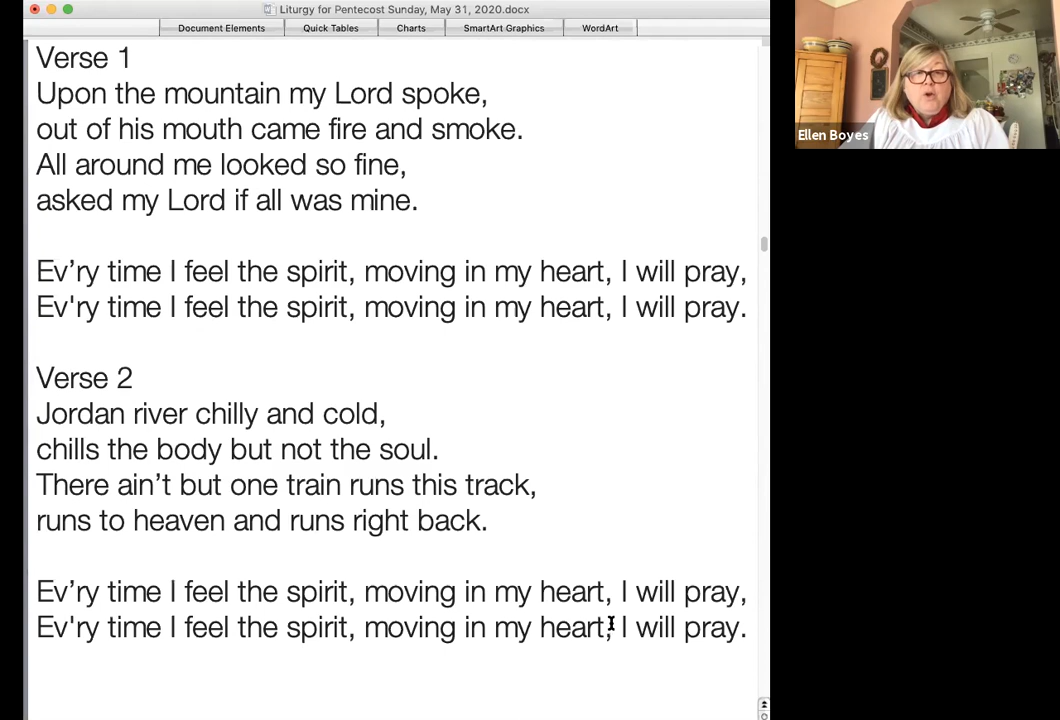 Liturgy for Pentecost Sunday, May 31, 2020.docx
Document Elements
Quick Tables
Charts
SmartArt Graphics
WordArt
Verse 1
Upon the mountain my Lord spoke,
out of his mouth came fire and smoke.
All around me looked so fine,
asked my Lord if all was mine.
Ev’ry time I feel the spirit, moving in my heart, I will pray,
Ev'ry time I feel the spirit, moving in my heart, I will pray.
Verse 2
Jordan river chilly and cold,
chills the body but not the soul.
There ain’t but one train runs this track,
runs to heaven and runs right back.
Ev’ry time I feel the spirit, moving in my heart, I will pray,
Ev'ry time I feel the spirit, moving in my heart, I will pray.
Ellen Boyes